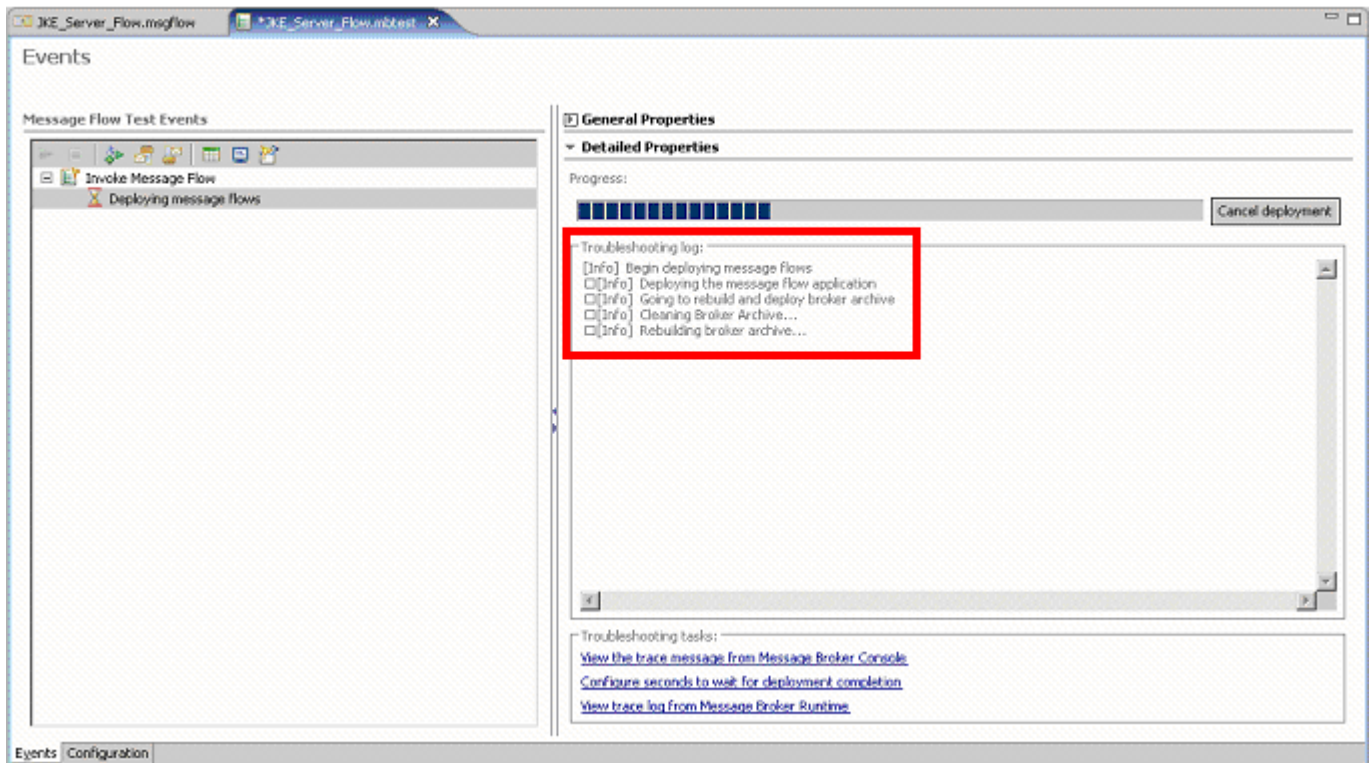 JKE_Server_Flow.msgflow
*JKE_Server_Flow.mbtest
Events
Message Flow Test Events
Invoke Message Flow
Deploying message flows
General Properties
Detailed Properties
Progress:
Cancel deployment
Troubleshooting log:
[Info] Begin deploying message flows
[Info] Deploying the message flow application
[Info] Going to rebuild and deploy broker archive
[Info] Cleaning Broker Archive...
[Info] Rebuilding broker archive...
Troubleshooting tasks:
View the trace message from Message Broker Console
Configure seconds to wait for deployment completion
View trace log from Message Broker Runtime
Events Configuration